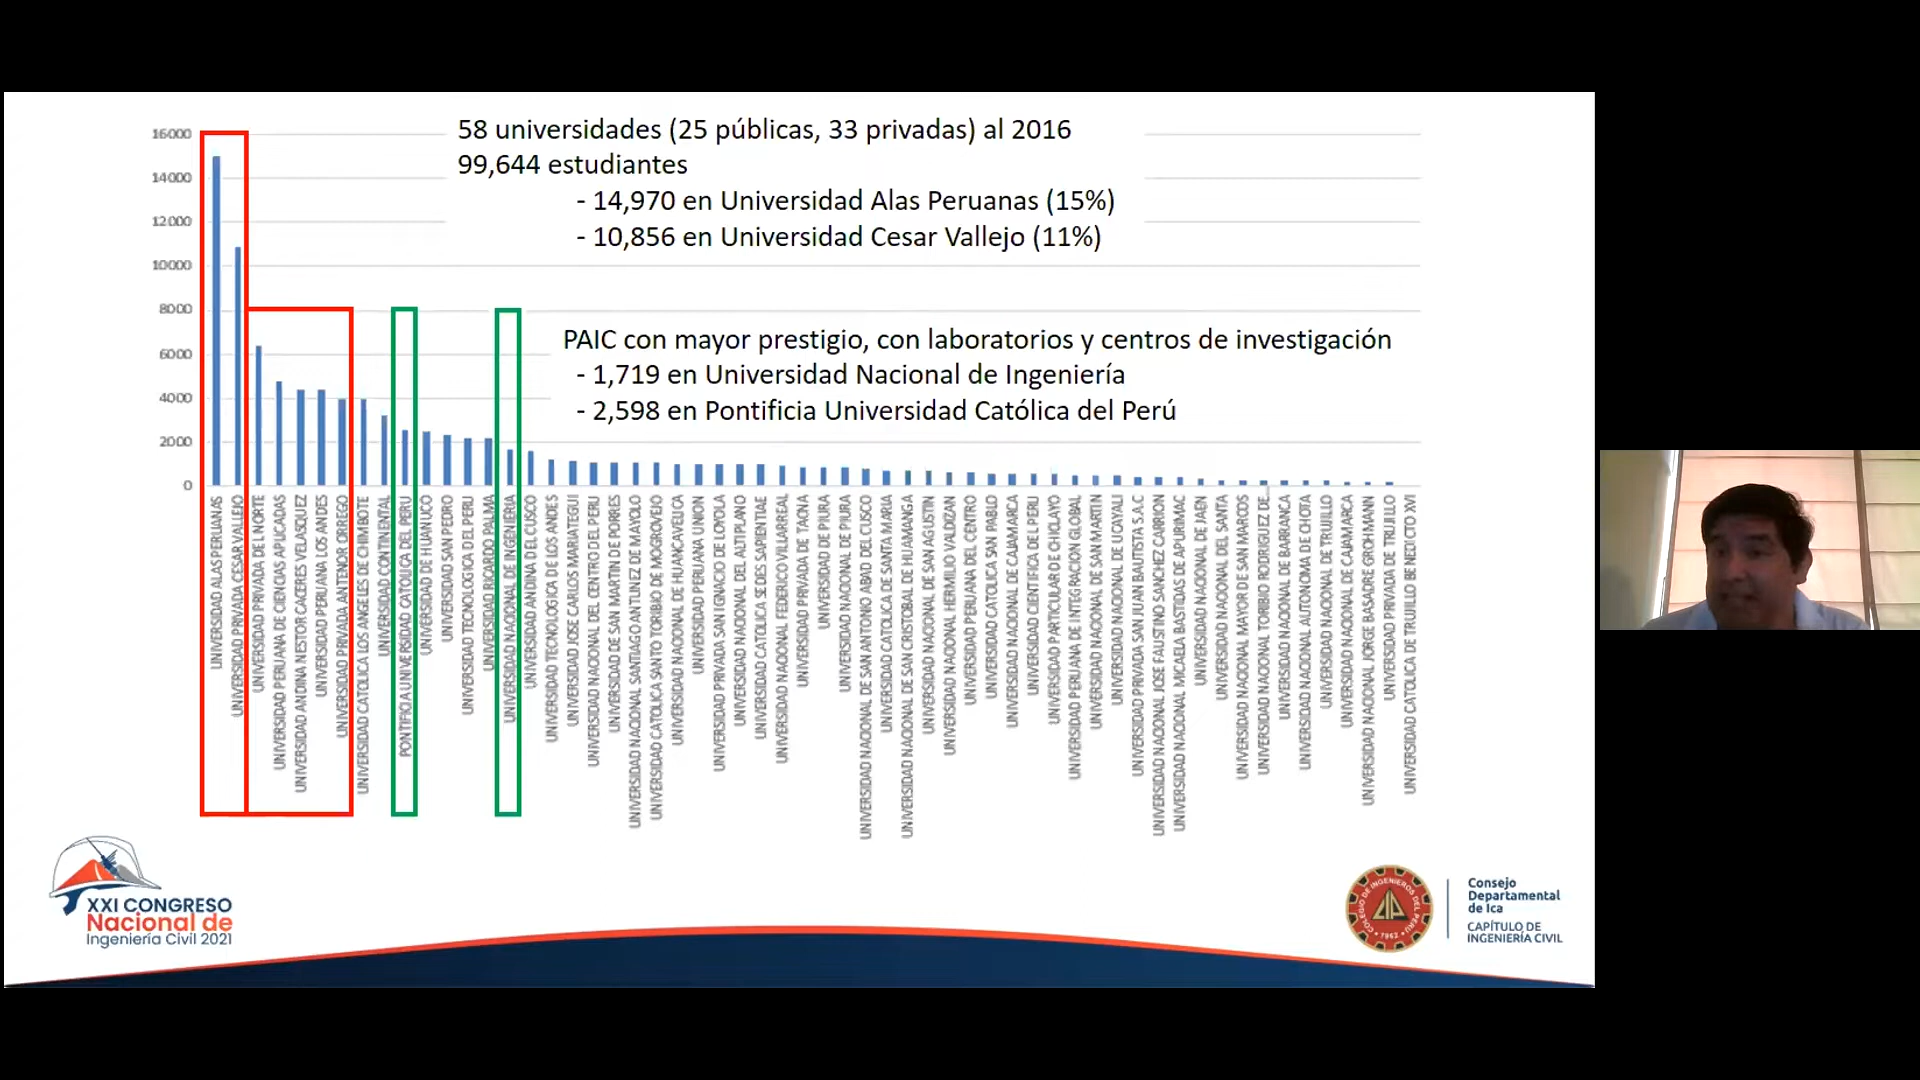 58 universidades (25 públicas, 33 privadas) al 2016
99,644 estudiantes
- 14,970 en Universidad Alas Peruanas (15%)
- 10,856 en Universidad Cesar Vallejo (11%)
PAIC con mayor prestigio, con laboratorios y centros de investigación
- 1,719 en Universidad Nacional de Ingeniería
- 2,598 en Pontificia Universidad Católica del Perú
16000
14000
12000
10000
8000
6000
4000
2000
0
UNIVERSIDAD ALAS PERUANAS
UNIVERSIDAD PRIVADA CESAR VALLEJO
UNIVERSIDAD PRIVADA DEL NORTE
UNIVERSIDAD PERUANA DE CIENCIAS APLICADAS
UNIVERSIDAD ANDINA NESTOR CACERES VELASQUEZ
UNIVERSIDAD PERUANA LOS ANDES
UNIVERSIDAD PRIVADA ANTENOR ORREGO
UNIVERSIDAD CATOLICA LOS ANGELES DE CHIMBOTE
UNIVERSIDAD CONTINENTAL
PONTIFICIA UNIVERSIDAD CATOLICA DEL PERU
UNIVERSIDAD DE HUANUCO
UNIVERSIDAD SAN PEDRO
UNIVERSIDAD TECNOLOGICA DEL PERU
UNIVERSIDAD RICARDO PALMA
UNIVERSIDAD NACIONAL DE INGENIERIA
UNIVERSIDAD ANDINA DEL CUSCO
UNIVERSIDAD TECNOLOGICA DE LOS ANDES
UNIVERSIDAD JOSE CARLOS MARIATEGUI
UNIVERSIDAD NACIONAL DEL CENTRO DEL PERU
UNIVERSIDAD DE SAN MARTIN DE PORRES
UNIVERSIDAD NACIONAL SANTIAGO ANTUNEZ DE MAYOLO
UNIVERSIDAD CATOLICA SANTO TORIBIO DE MOGROVEJO
UNIVERSIDAD NACIONAL DE HUANCAVELICA
UNIVERSIDAD PERUANA UNION
UNIVERSIDAD PRIVADA SAN IGNACIO DE LOYOLA
UNIVERSIDAD NACIONAL DEL ALTIPLANO
UNIVERSIDAD CATOLICA SEDES SAPIENTIAE
UNIVERSIDAD NACIONAL FEDERICO VILLARREAL
UNIVERSIDAD PRIVADA DE TACNA
UNIVERSIDAD DE PIURA
UNIVERSIDAD NACIONAL DE PIURA
UNIVERSIDAD NACIONAL DE SAN ANTONIO ABAD DEL CUSCO
UNIVERSIDAD CATOLICA DE SANTA MARIA
UNIVERSIDAD NACIONAL DE SAN CRISTOBAL DE HUAMANGA
UNIVERSIDAD NACIONAL DE SAN AGUSTIN
UNIVERSIDAD NACIONAL HERMILIO VALDIZAN
UNIVERSIDAD PERUANA DEL CENTRO
UNIVERSIDAD CATOLICA SAN PABLO
UNIVERSIDAD NACIONAL DE CAJAMARCA
UNIVERSIDAD CIENTIFICA DEL PERU
UNIVERSIDAD PARTICULAR DE CHICLAYO
UNIVERSIDAD PERUANA DE INTEGRACION GLOBAL
UNIVERSIDAD NACIONAL DE SAN MARTIN
UNIVERSIDAD NACIONAL DE UCAYALI
UNIVERSIDAD PRIVADA SAN JUAN BAUTISTA S.A.C
UNIVERSIDAD NACIONAL JOSE FAUSTINO SANCHEZ CARRION
UNIVERSIDAD NACIONAL MICAELA BASTIDAS DE APURIMAC
UNIVERSIDAD NACIONAL DE JAEN
UNIVERSIDAD NACIONAL DEL SANTA
UNIVERSIDAD NACIONAL MAYOR DE SAN MARCOS
UNIVERSIDAD NACIONAL TORIBIO RODRIGUEZ DE...
UNIVERSIDAD NACIONAL DE BARRANCA
UNIVERSIDAD NACIONAL AUTONOMA DE CHOTA
UNIVERSIDAD NACIONAL DE TRUJILLO
UNIVERSIDAD NACIONAL DE CAJAMARCA
UNIVERSIDAD NACIONAL JORGE BASADRE GROHMANN
UNIVERSIDAD PRIVADA DE TRUJILLO
UNIVERSIDAD CATOLICA DE TRUJILLO BENEDICTO XVI
XXI CONGRESO
Nacional de
Ingeniería Civil 2021
COLEGIO DE INGENIEROS DEL PERU
CIP
• 1962 •
Consejo
Departamental
de Ica
CAPÍTULO DE
INGENIERÍA CIVIL